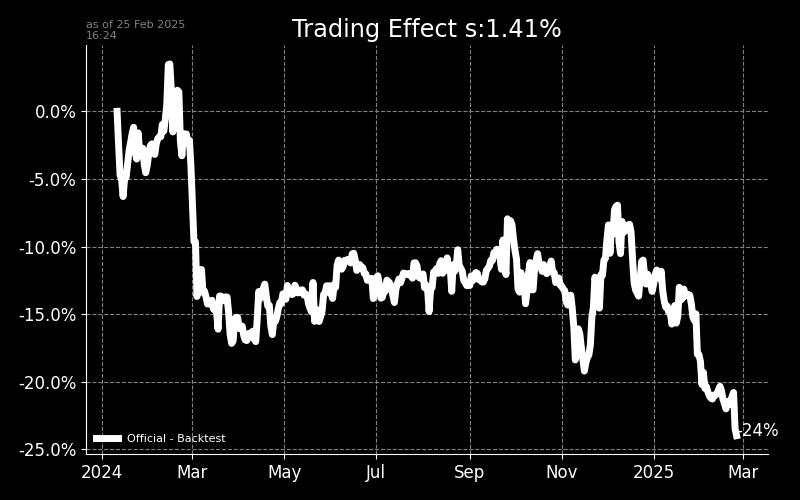 as of 25 Feb 2025
16:24
Trading Effect s:1.41%
0.0%
-5.0%
-10.0%
-15.0%
-20.0%
-25.0%
-24%
Official - Backtest
2024 Mar May Jul Sep Nov 2025 Mar